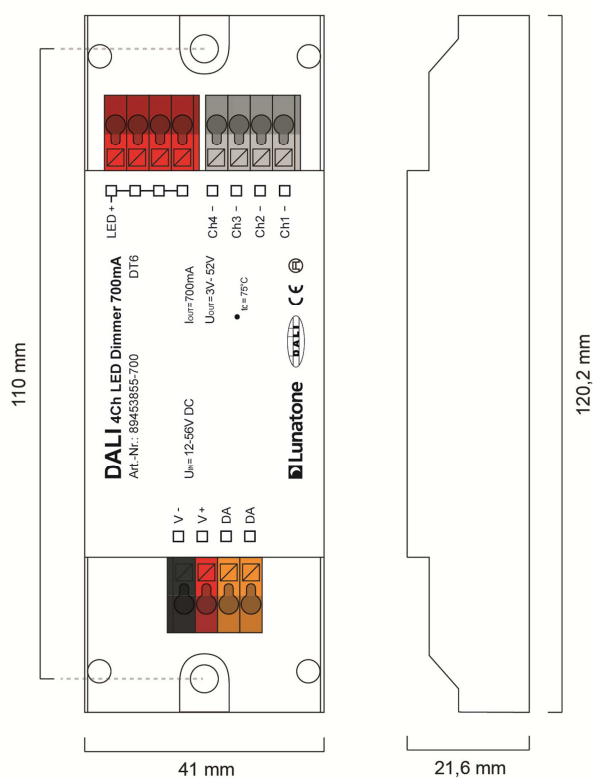 LED +
Ch4 -
Ch3 -
Ch2 -
Ch1 -
DALI 4Ch LED Dimmer 700mA
DT6
Art.-Nr.: 89453855-700
IOUT=700mA
UOUT=3V- 52V
tc = 75°C
UIN= 12-56V DC
DALI
CE
Lunatone
V -
V +
DA
DA
110 mm
120,2 mm
41 mm
21,6 mm